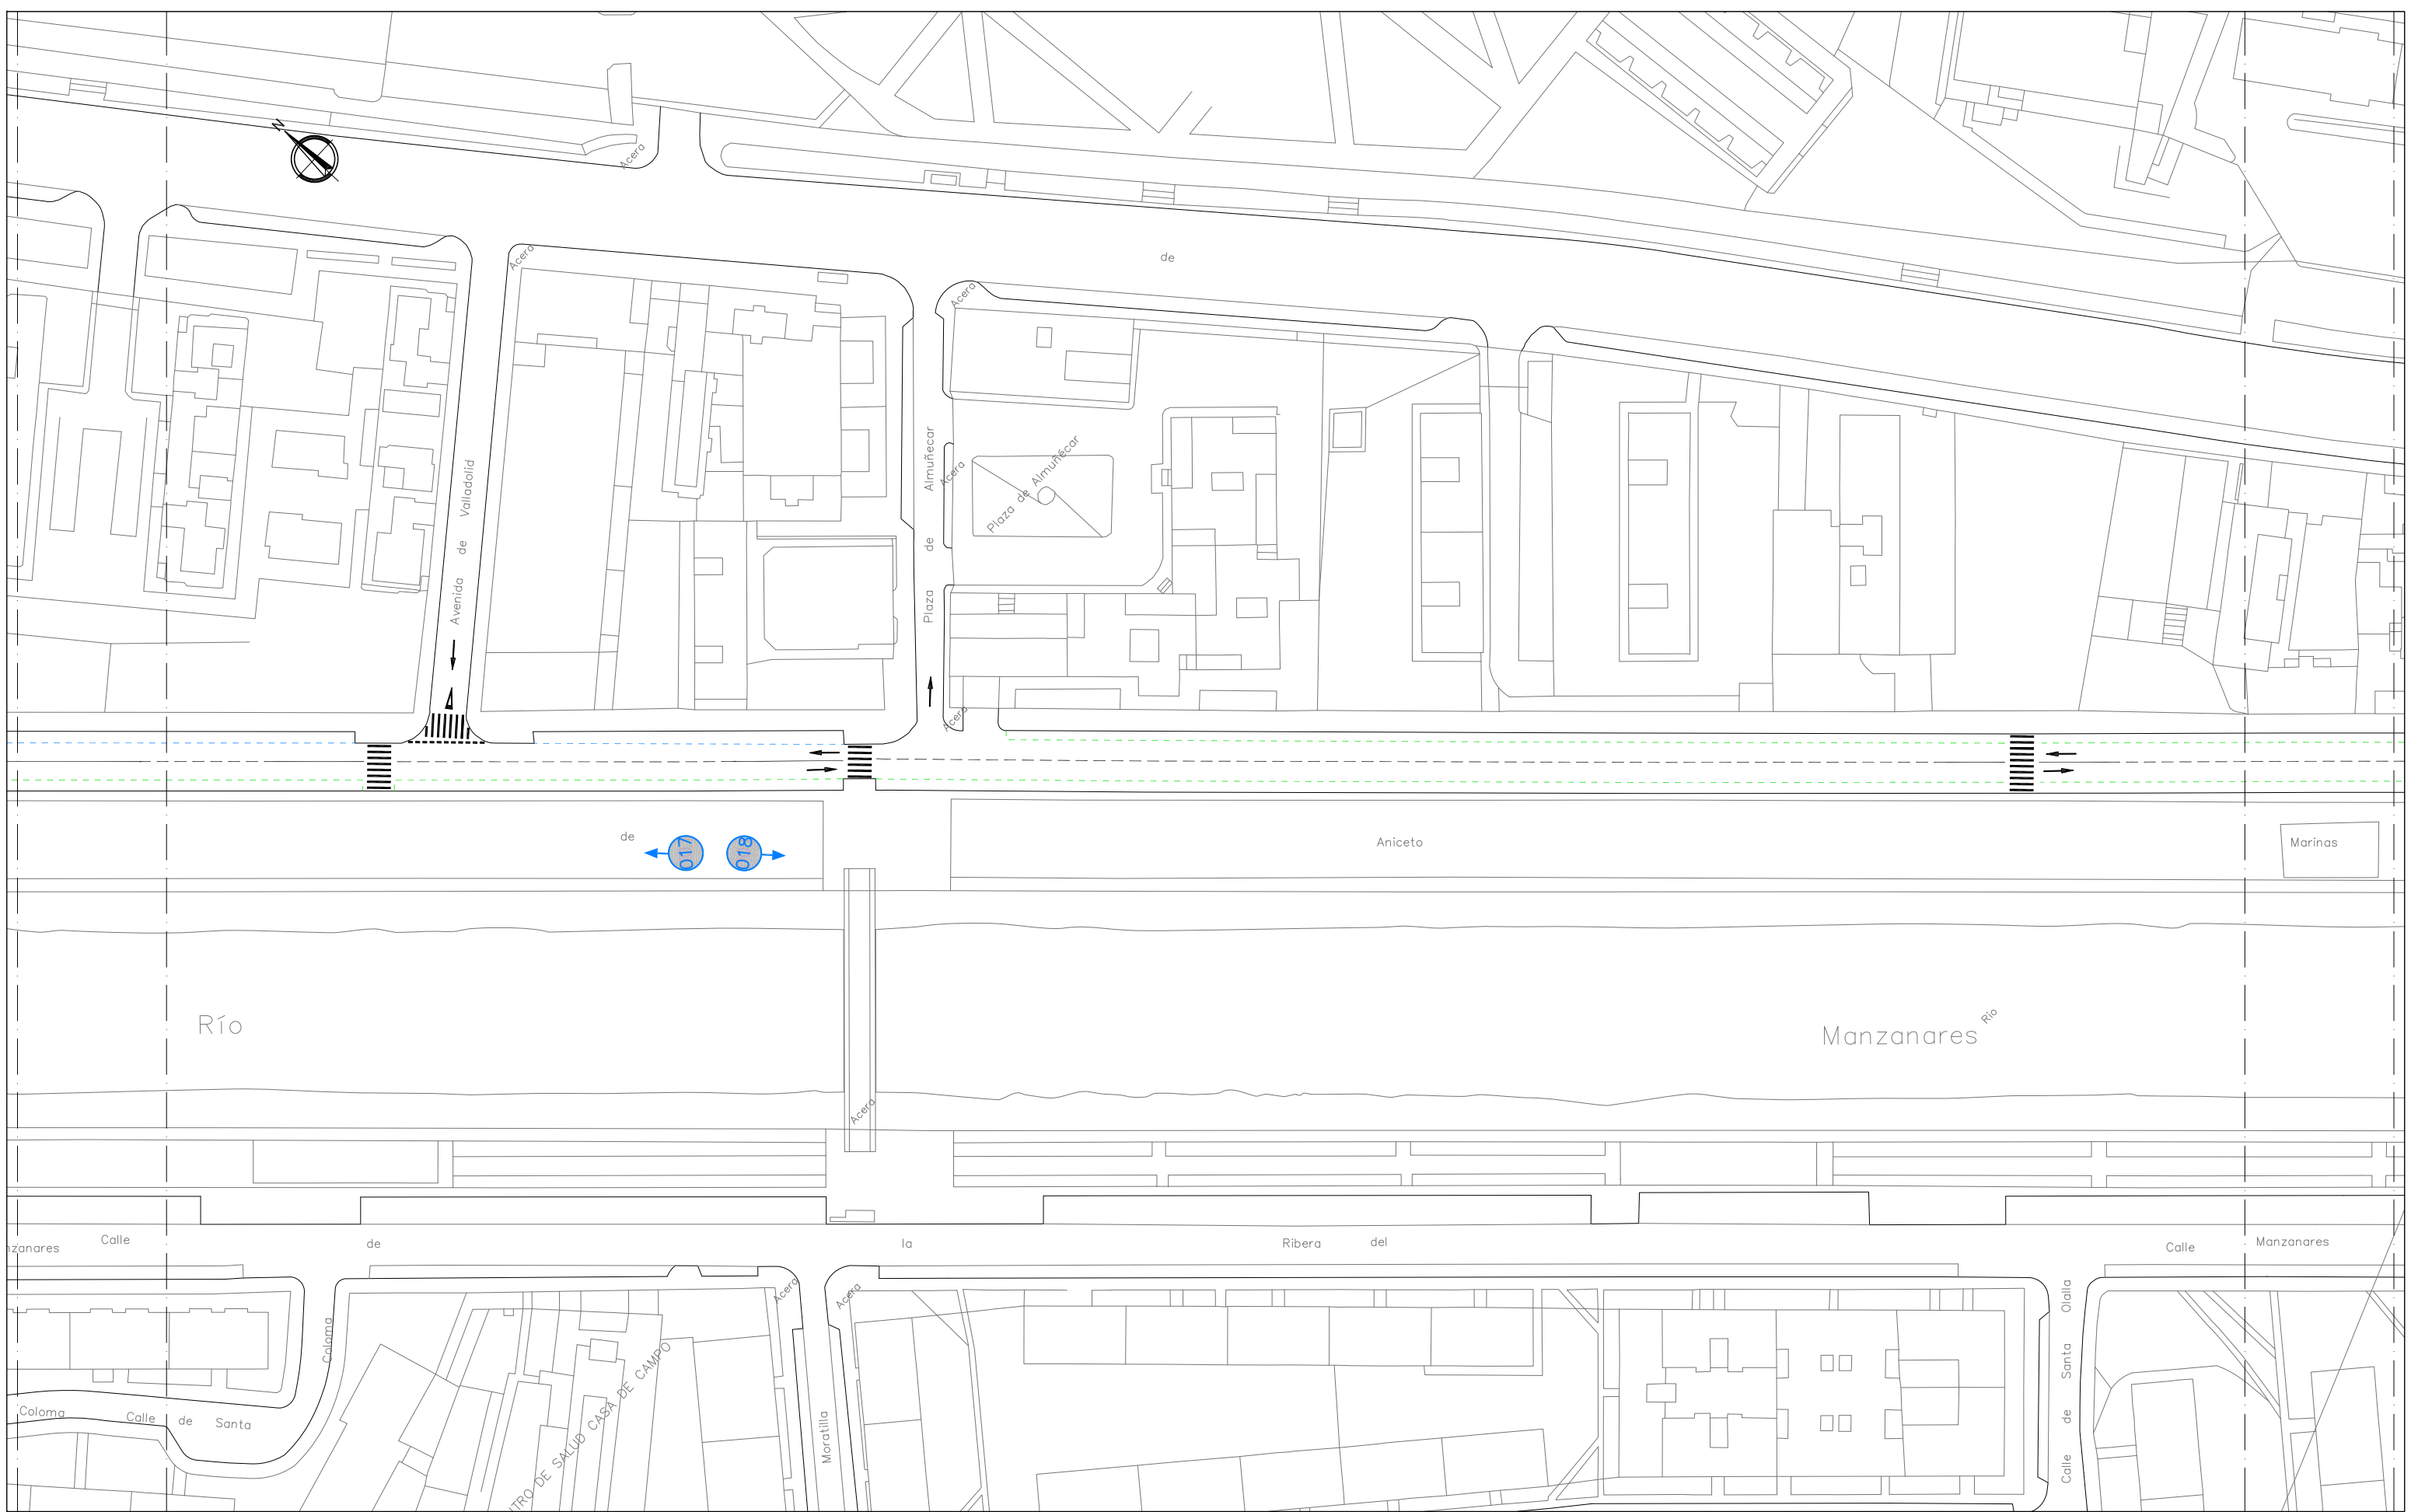 N
Acera
Acera
de
Acera
Avenida de Valladolid
Plaza de Almuñecar
Acera
Plaza de Almuñécar
Acera
de
017
018
Aniceto
Marinas
Río
Manzanares
Río
Acera
nzanares
Calle
de
la
Ribera
del
Calle
Manzanares
Acera
Acera
Coloma
Calle de Santa Olalla
Coloma
Calle
de
Santa
Moratilla
NTRO DE SALUD CASA DE CAMPO